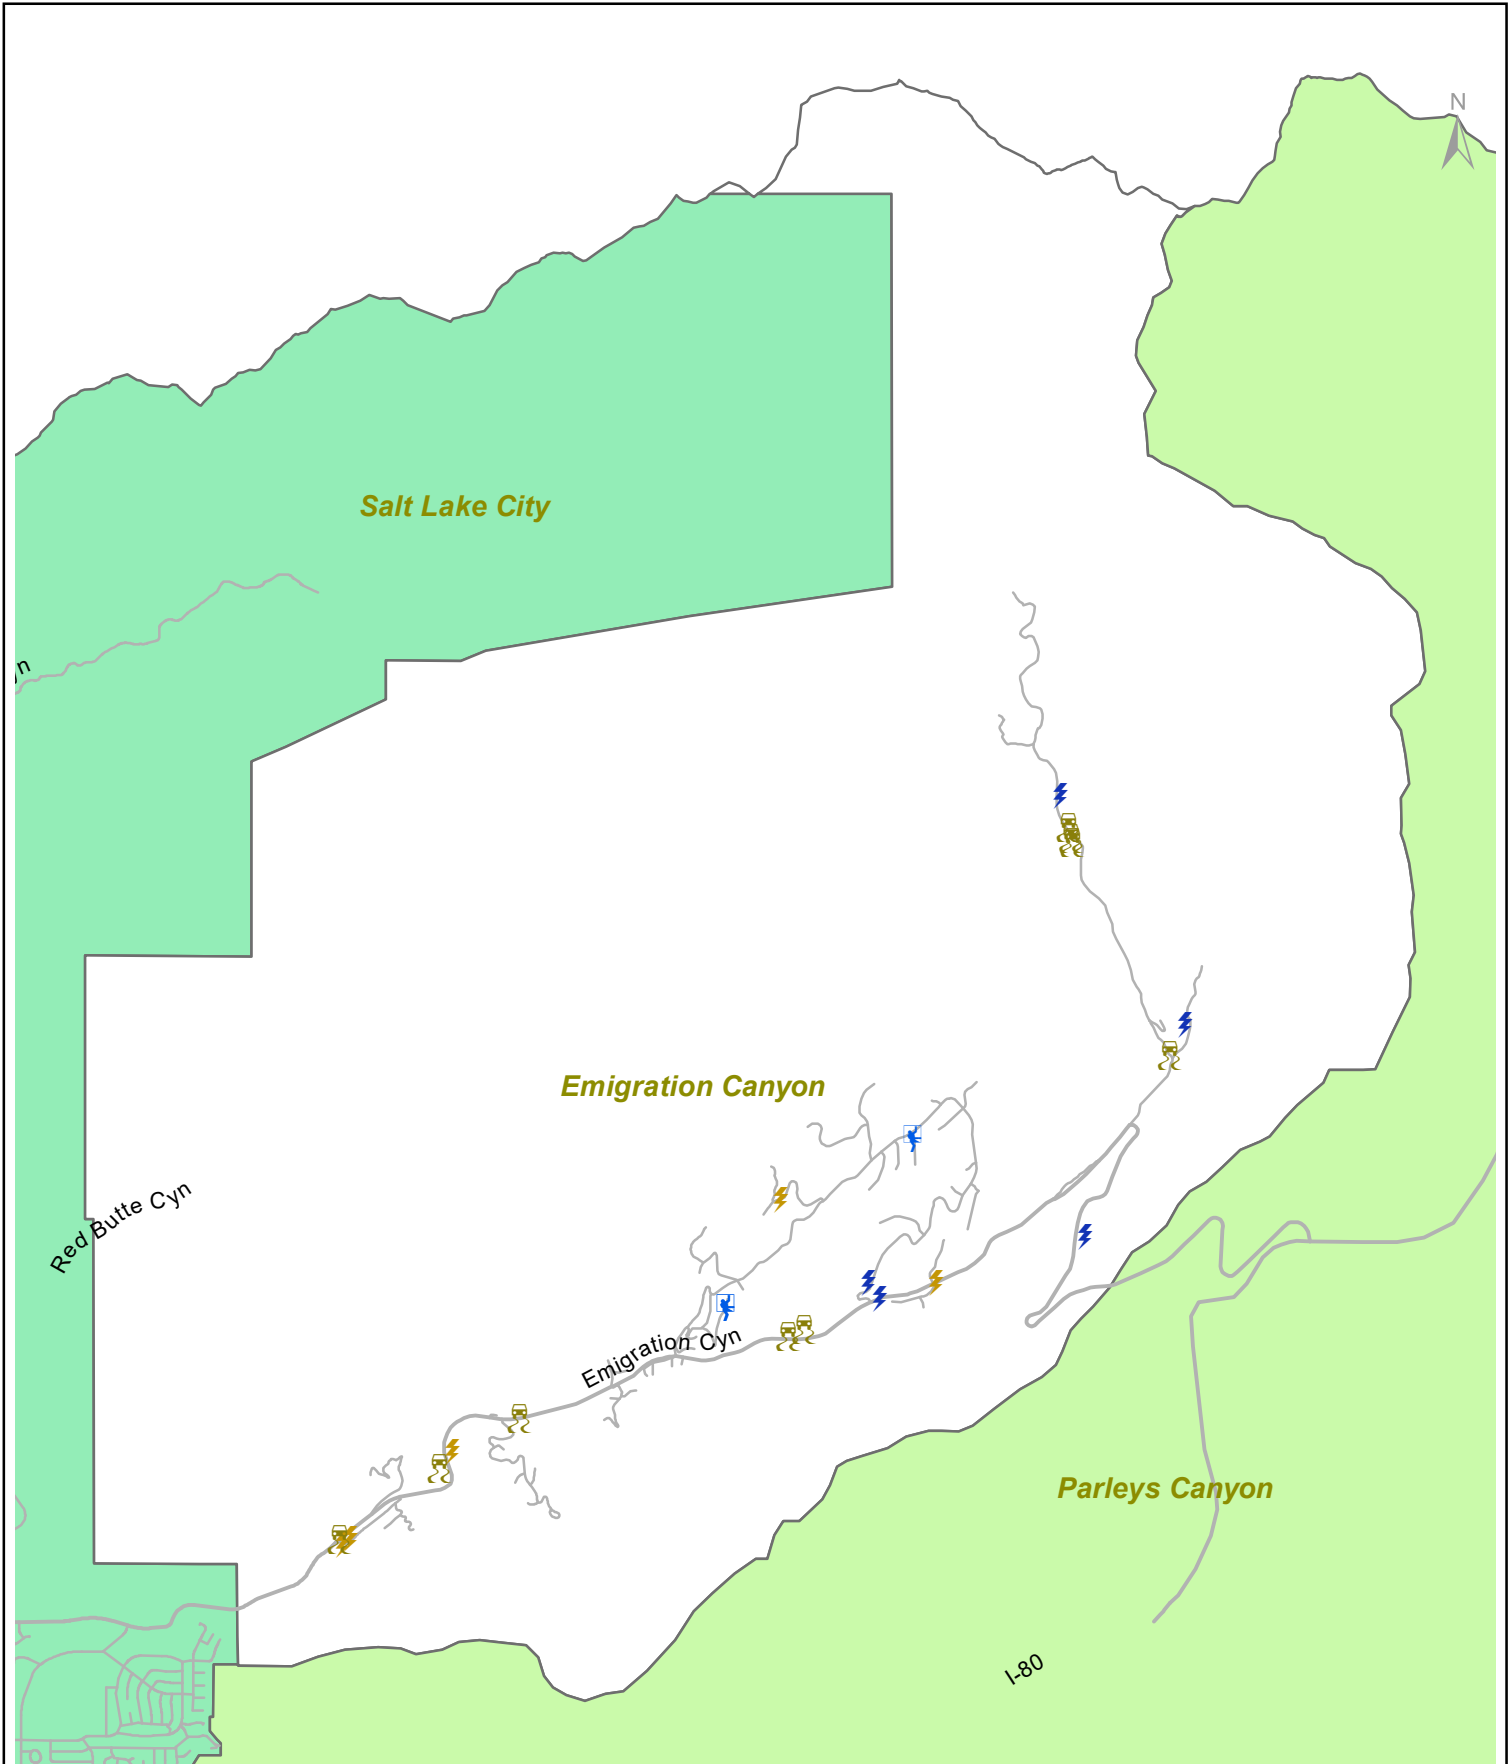 N
Salt Lake City
Emigration Canyon
Red Butte Cyn
Emigration Cyn
Parleys Canyon
I-80